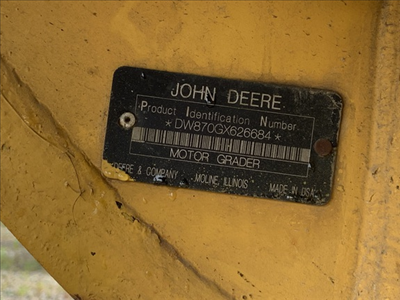 JOHN DEERE
Product Identification Number
*DW870GX626684*
MOTOR GRADER
DEERE & COMPANY MOLINE, ILLINOIS MADE IN USA